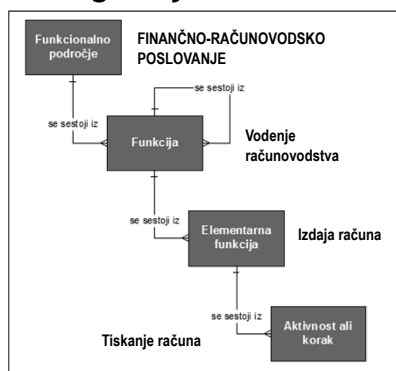 Funkcionalno
področje
FINANČNO-RAČUNOVODSKO
POSLOVANJE
se sestoji iz
se sestoji iz
Funkcija
Vodenje
računovodstva
se sestoji iz
Elementarna
funkcija
Izdaja računa
se sestoji iz
Aktivnost ali
korak
Tiskanje računa